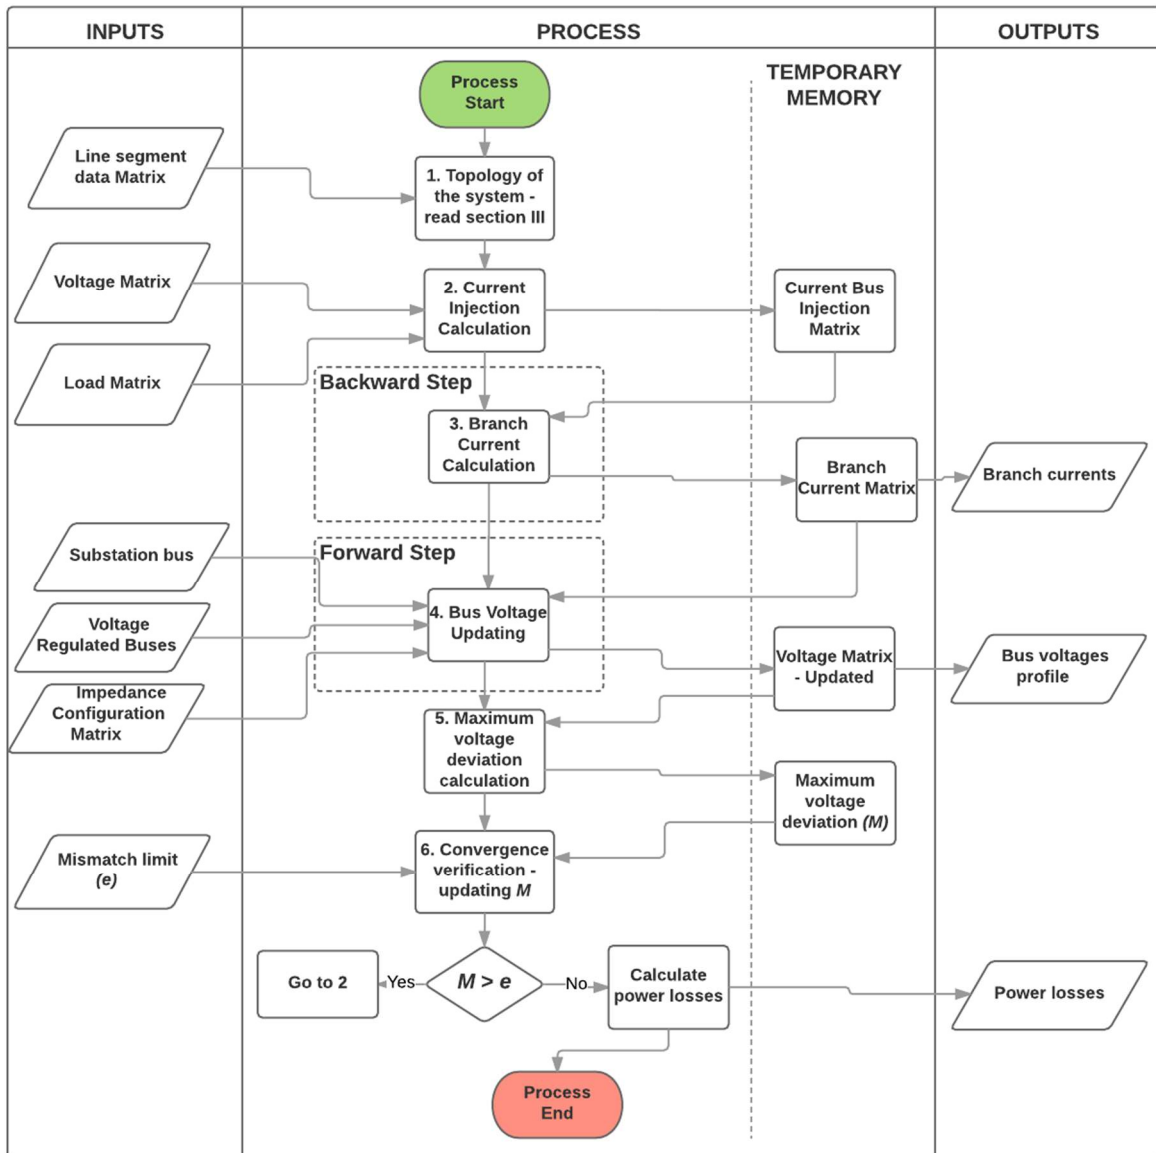 INPUTS
PROCESS
OUTPUTS
TEMPORARY
MEMORY
Process
Start
Line segment
data Matrix
1. Topology of
the system -
read section III
Voltage Matrix
2. Current
Injection
Calculation
Current Bus
Injection
Matrix
Load Matrix
Backward Step
3. Branch
Current
Calculation
Branch
Current Matrix
Branch currents
Substation bus
Forward Step
Voltage
Regulated Buses
4. Bus Voltage
Updating
Voltage Matrix
- Updated
Bus voltages
profile
Impedance
Configuration
Matrix
5. Maximum
voltage
deviation
calculation
Maximum
voltage
deviation (M)
Mismatch limit
(e)
6. Convergence
verification -
updating M
Go to 2
Yes
M > e
No
Calculate
power losses
Power losses
Process
End